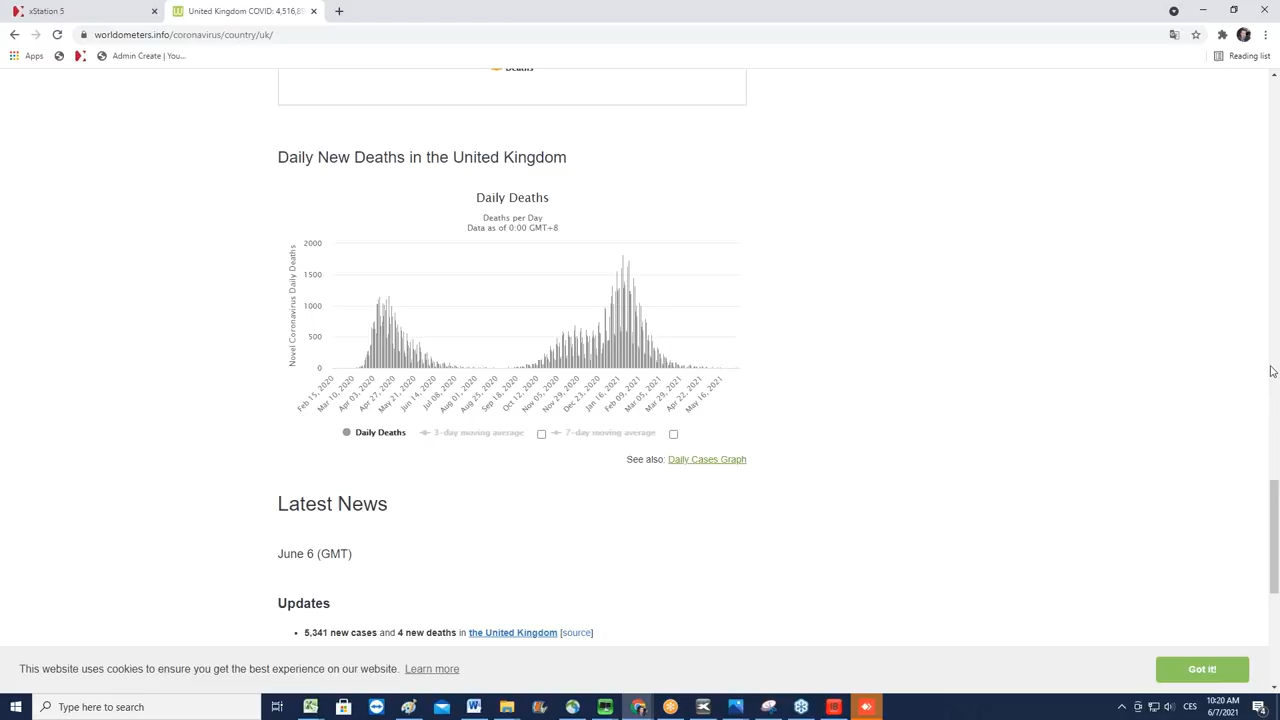 xStation 5
United Kingdom COVID: 4,516,89
worldometers.info/coronavirus/country/uk/
Apps
Admin Create | You...
Reading list
Deaths
Daily New Deaths in the United Kingdom
Daily Deaths
Deaths per Day
Data as of 0:00 GMT+8
Novel Coronavirus Daily Deaths
2000
1500
1000
500
0
Feb 15, 2020
Mar 10, 2020
Apr 03, 2020
Apr 27, 2020
May 21, 2020
Jun 14, 2020
Jul 08, 2020
Aug 01, 2020
Aug 25, 2020
Sep 18, 2020
Oct 12, 2020
Nov 05, 2020
Nov 29, 2020
Dec 23, 2020
Jan 16, 2021
Feb 09, 2021
Mar 05, 2021
Mar 29, 2021
Apr 22, 2021
May 16, 2021
Daily Deaths 3-day moving average 7-day moving average
See also: Daily Cases Graph
Latest News
June 6 (GMT)
Updates
5,341 new cases and 4 new deaths in the United Kingdom [source]
This website uses cookies to ensure you get the best experience on our website. Learn more
Got it!
Type here to search
CES
10:20 AM
6/7/2021
4